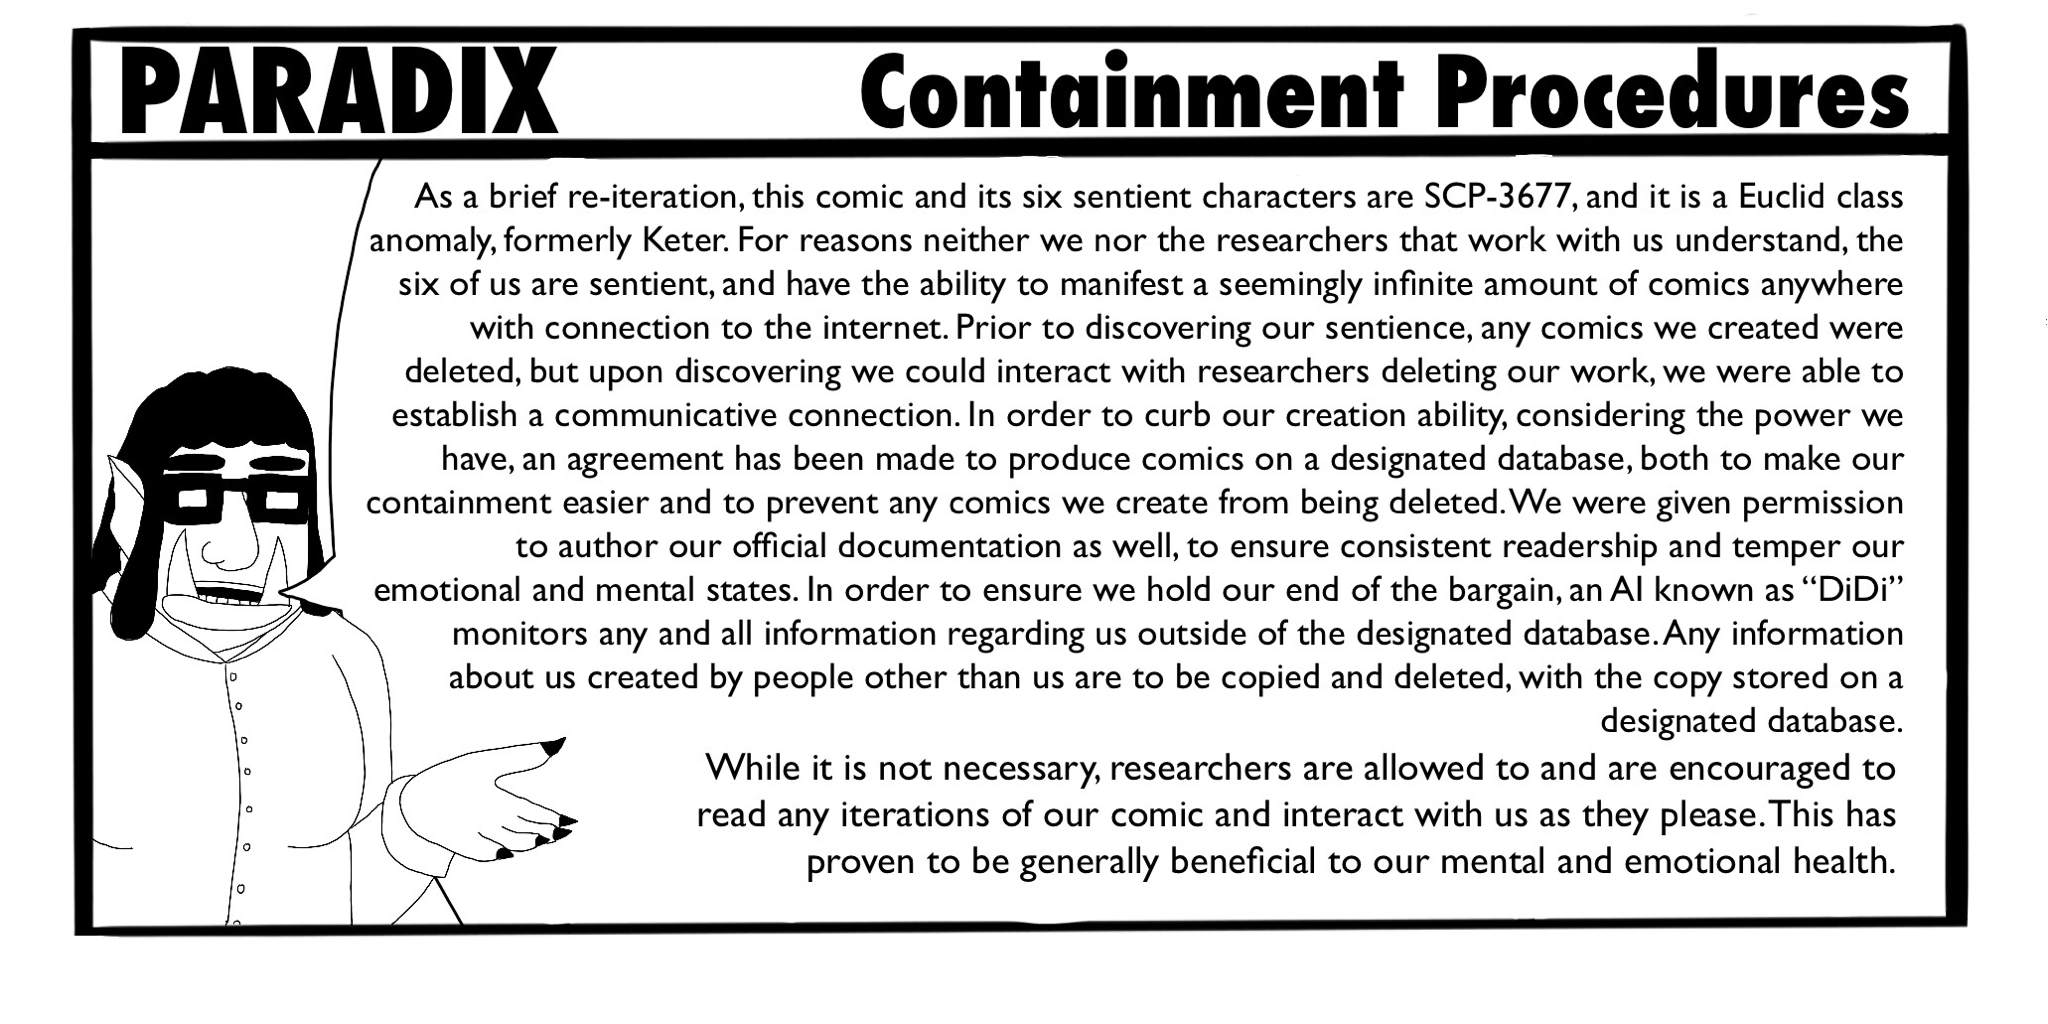 PARADIX
Containment Procedures
As a brief re-iteration, this comic and its six sentient characters are SCP-3677, and it is a Euclid class
anomaly, formerly Keter. For reasons neither we nor the researchers that work with us understand, the
six of us are sentient, and have the ability to manifest a seemingly infinite amount of comics anywhere
with connection to the internet. Prior to discovering our sentience, any comics we created were
deleted, but upon discovering we could interact with researchers deleting our work, we were able to
establish a communicative connection. In order to curb our creation ability, considering the power we
have, an agreement has been made to produce comics on a designated database, both to make our
containment easier and to prevent any comics we create from being deleted. We were given permission
to author our official documentation as well, to ensure consistent readership and temper our
emotional and mental states. In order to ensure we hold our end of the bargain, an AI known as “DiDi”
monitors any and all information regarding us outside of the designated database. Any information
about us created by people other than us are to be copied and deleted, with the copy stored on a
designated database.
While it is not necessary, researchers are allowed to and are encouraged to
read any iterations of our comic and interact with us as they please. This has
proven to be generally beneficial to our mental and emotional health.